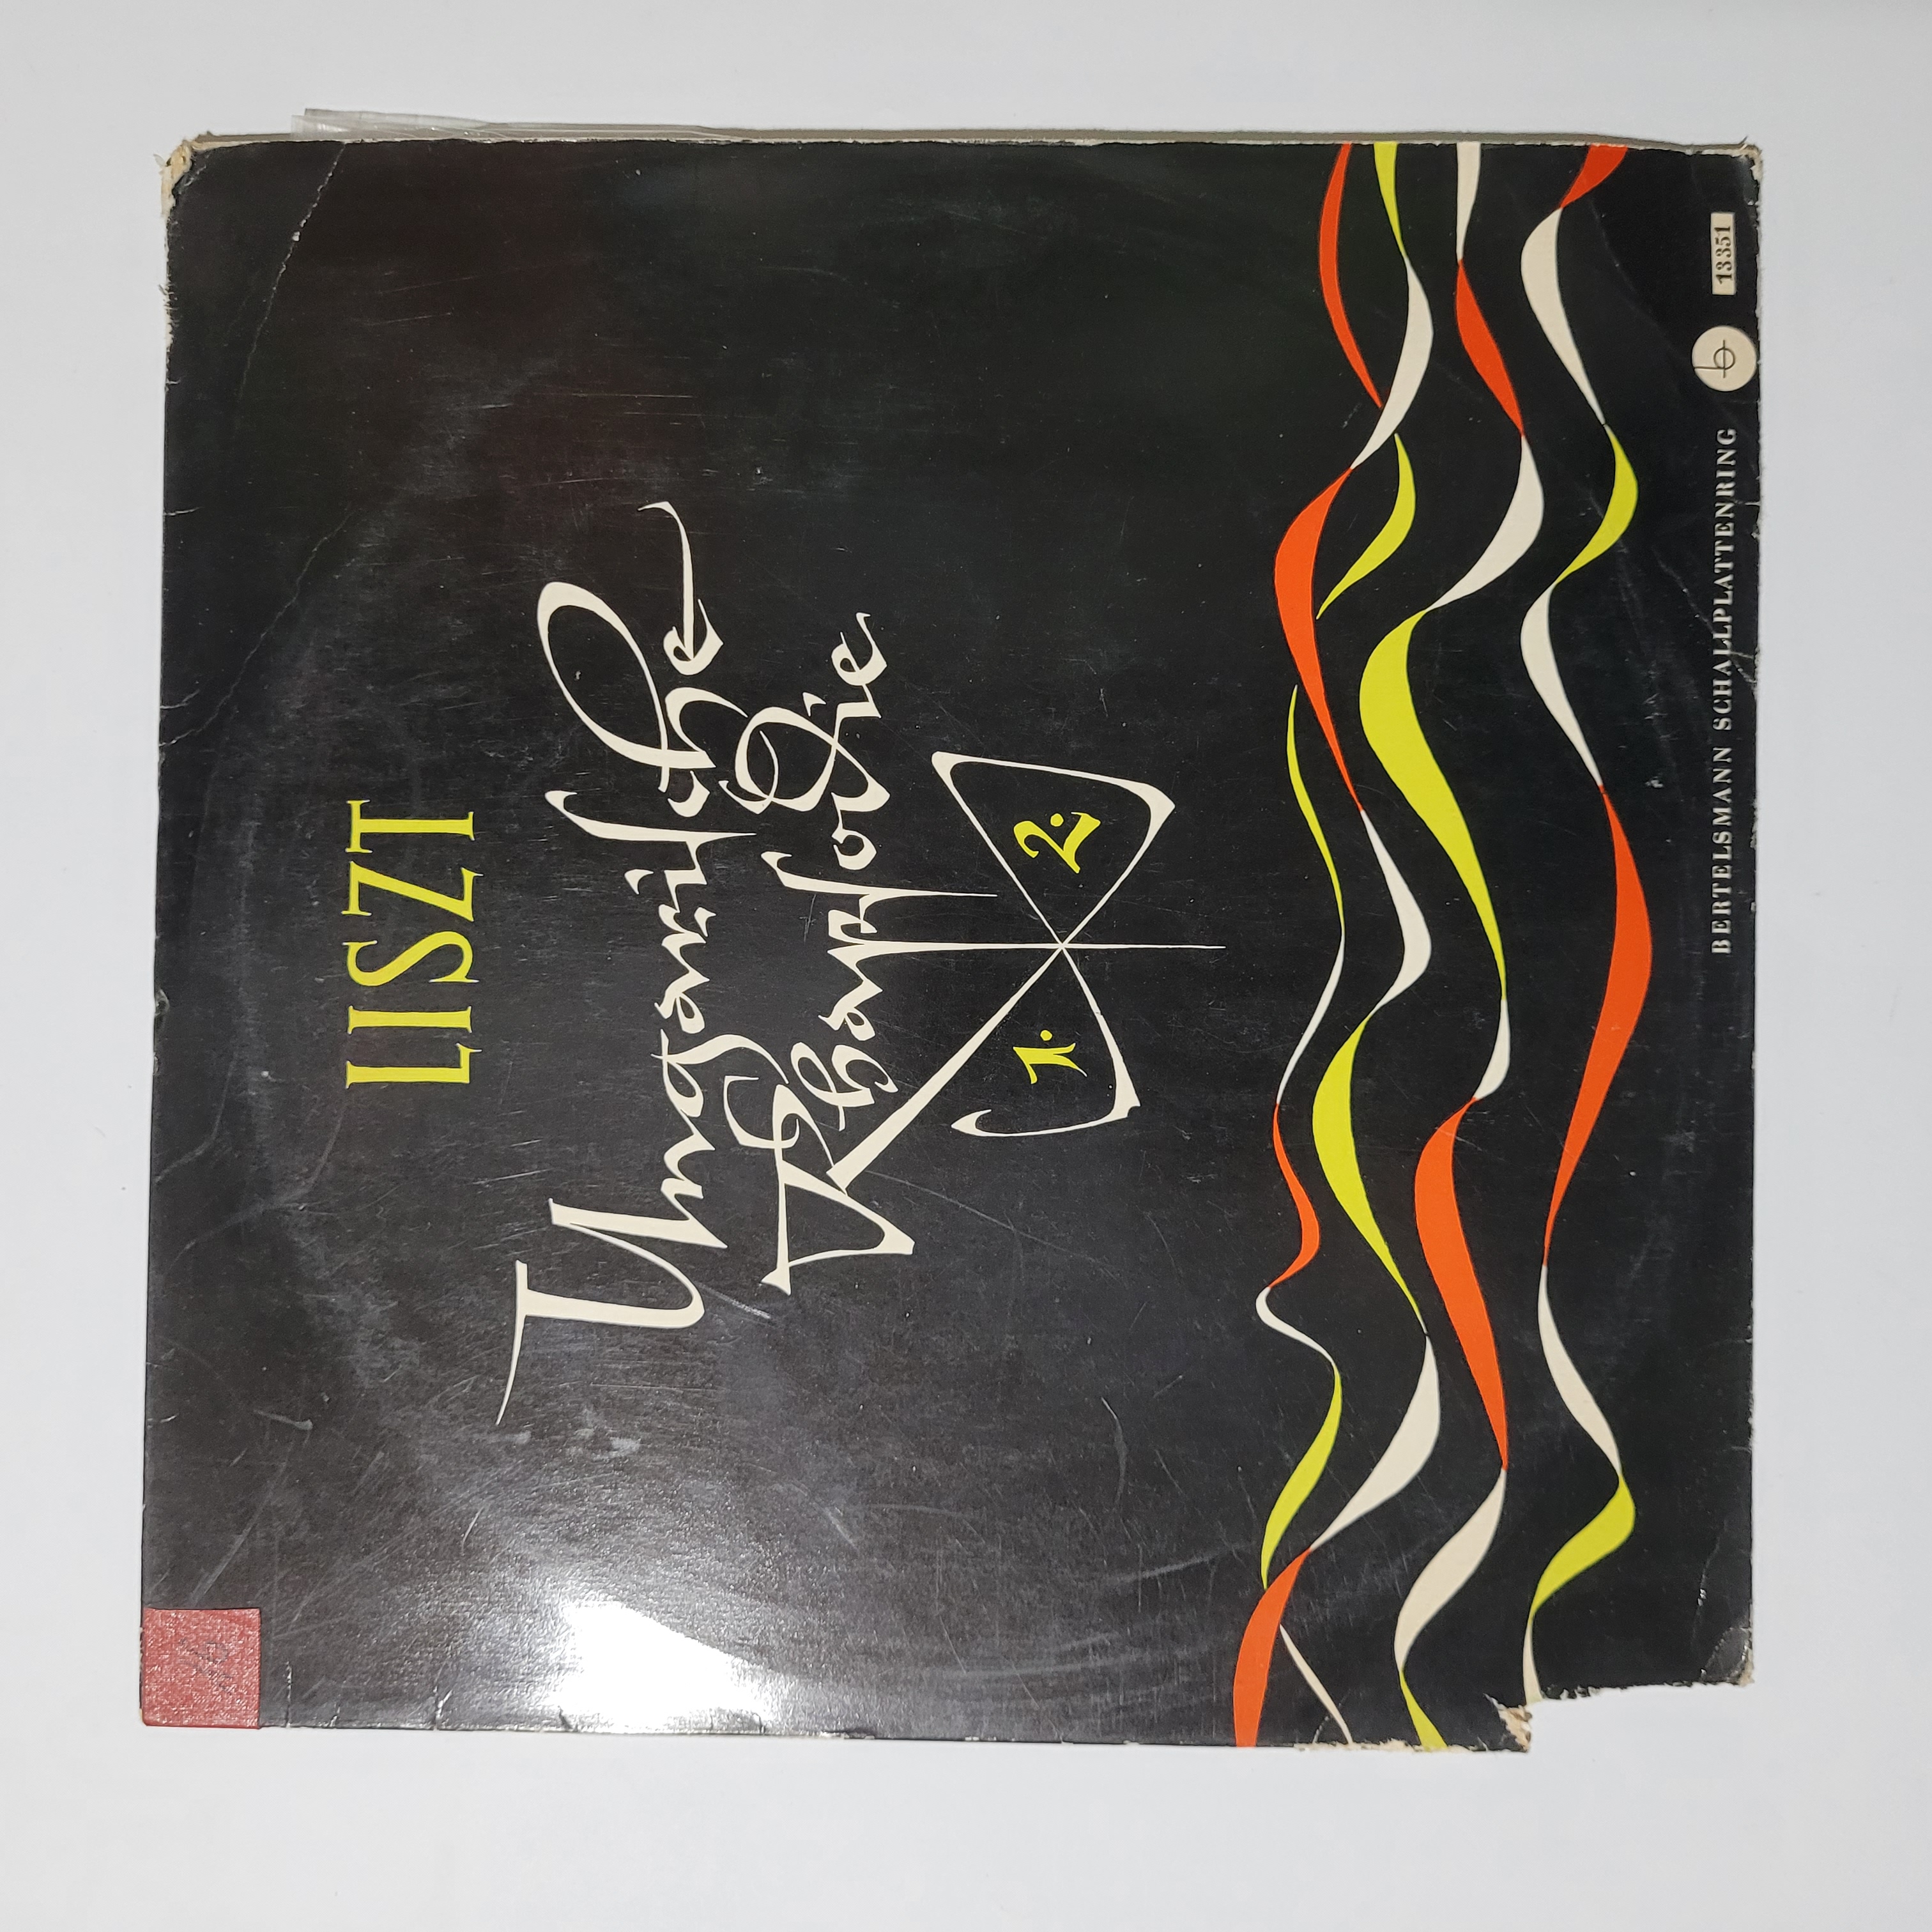 LISZT
Ungarische
Rhapsodie
1. 2.
BERTELSMANN SCHALLPLATTENRING b 13351